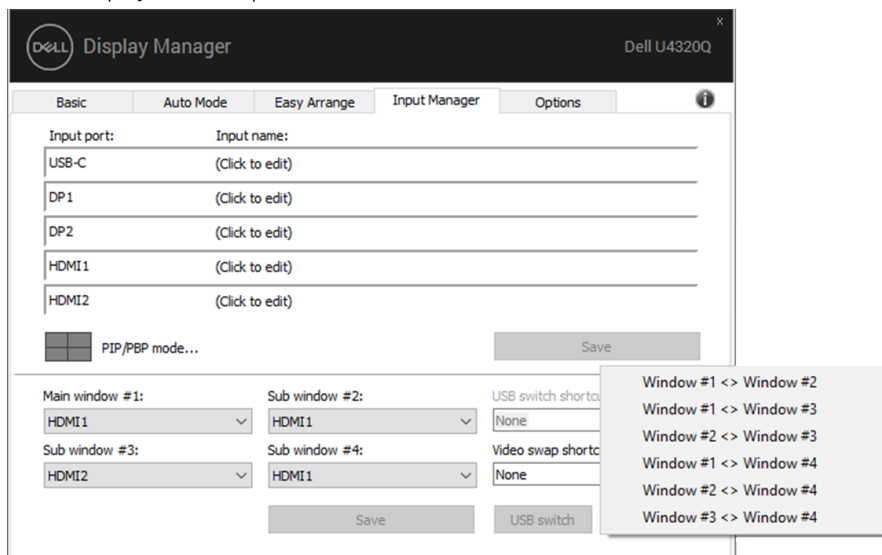 DELL Display Manager
Dell U4320Q
x
Basic
Auto Mode
Easy Arrange
Input Manager
Options
i
Input port:
Input name:
USB-C
(Click to edit)
DP1
(Click to edit)
DP2
(Click to edit)
HDMI1
(Click to edit)
HDMI2
(Click to edit)
PIP/PBP mode...
Save
Main window #1:
Sub window #2:
USB switch
HDMI1
HDMI1
None
Sub window #3:
Sub window #4:
Video swap
HDMI2
HDMI1
None
Save
USB switch
Window #1 <> Window #2
Window #1 <> Window #3
Window #2 <> Window #3
Window #1 <> Window #4
Window #2 <> Window #4
Window #3 <> Window #4